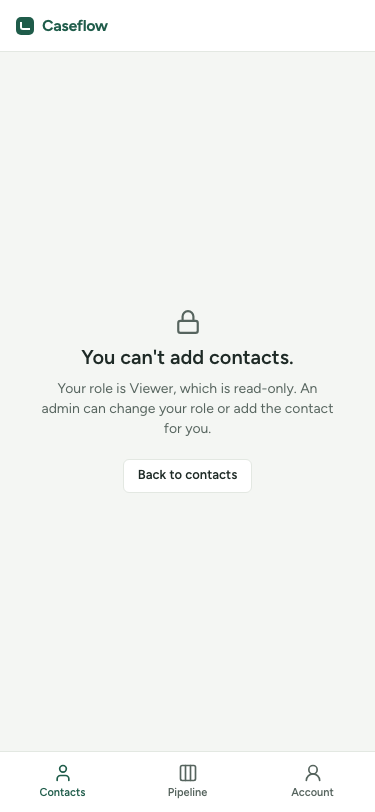 Caseflow
You can't add contacts.
Your role is Viewer, which is read-only. An
admin can change your role or add the contact
for you.
Back to contacts
Contacts
Pipeline
Account